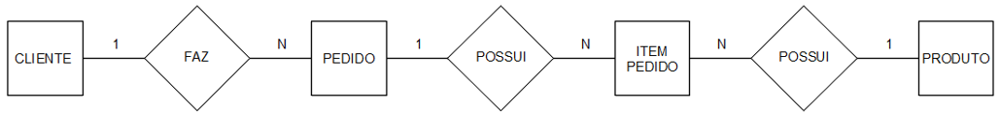 CLIENTE
1
FAZ
N
PEDIDO
1
POSSUI
N
ITEM
PEDIDO
N
POSSUI
1
PRODUTO